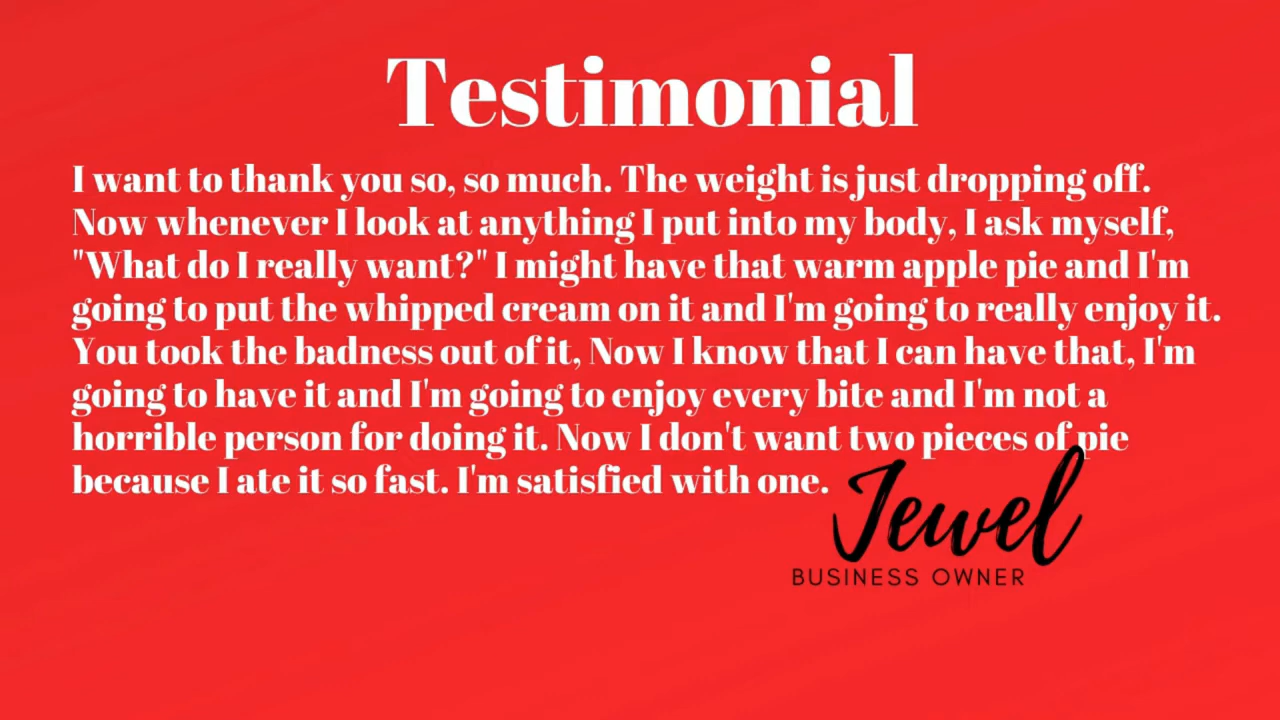 Testimonial
I want to thank you so, so much. The weight is just dropping off.
Now whenever I look at anything I put into my body, I ask myself,
"What do I really want?" I might have that warm apple pie and I'm
going to put the whipped cream on it and I'm going to really enjoy it.
You took the badness out of it, Now I know that I can have that, I'm
going to have it and I'm going to enjoy every bite and I'm not a
horrible person for doing it. Now I don't want two pieces of pie
because I ate it so fast. I'm satisfied with one.
Jewel
BUSINESS OWNER